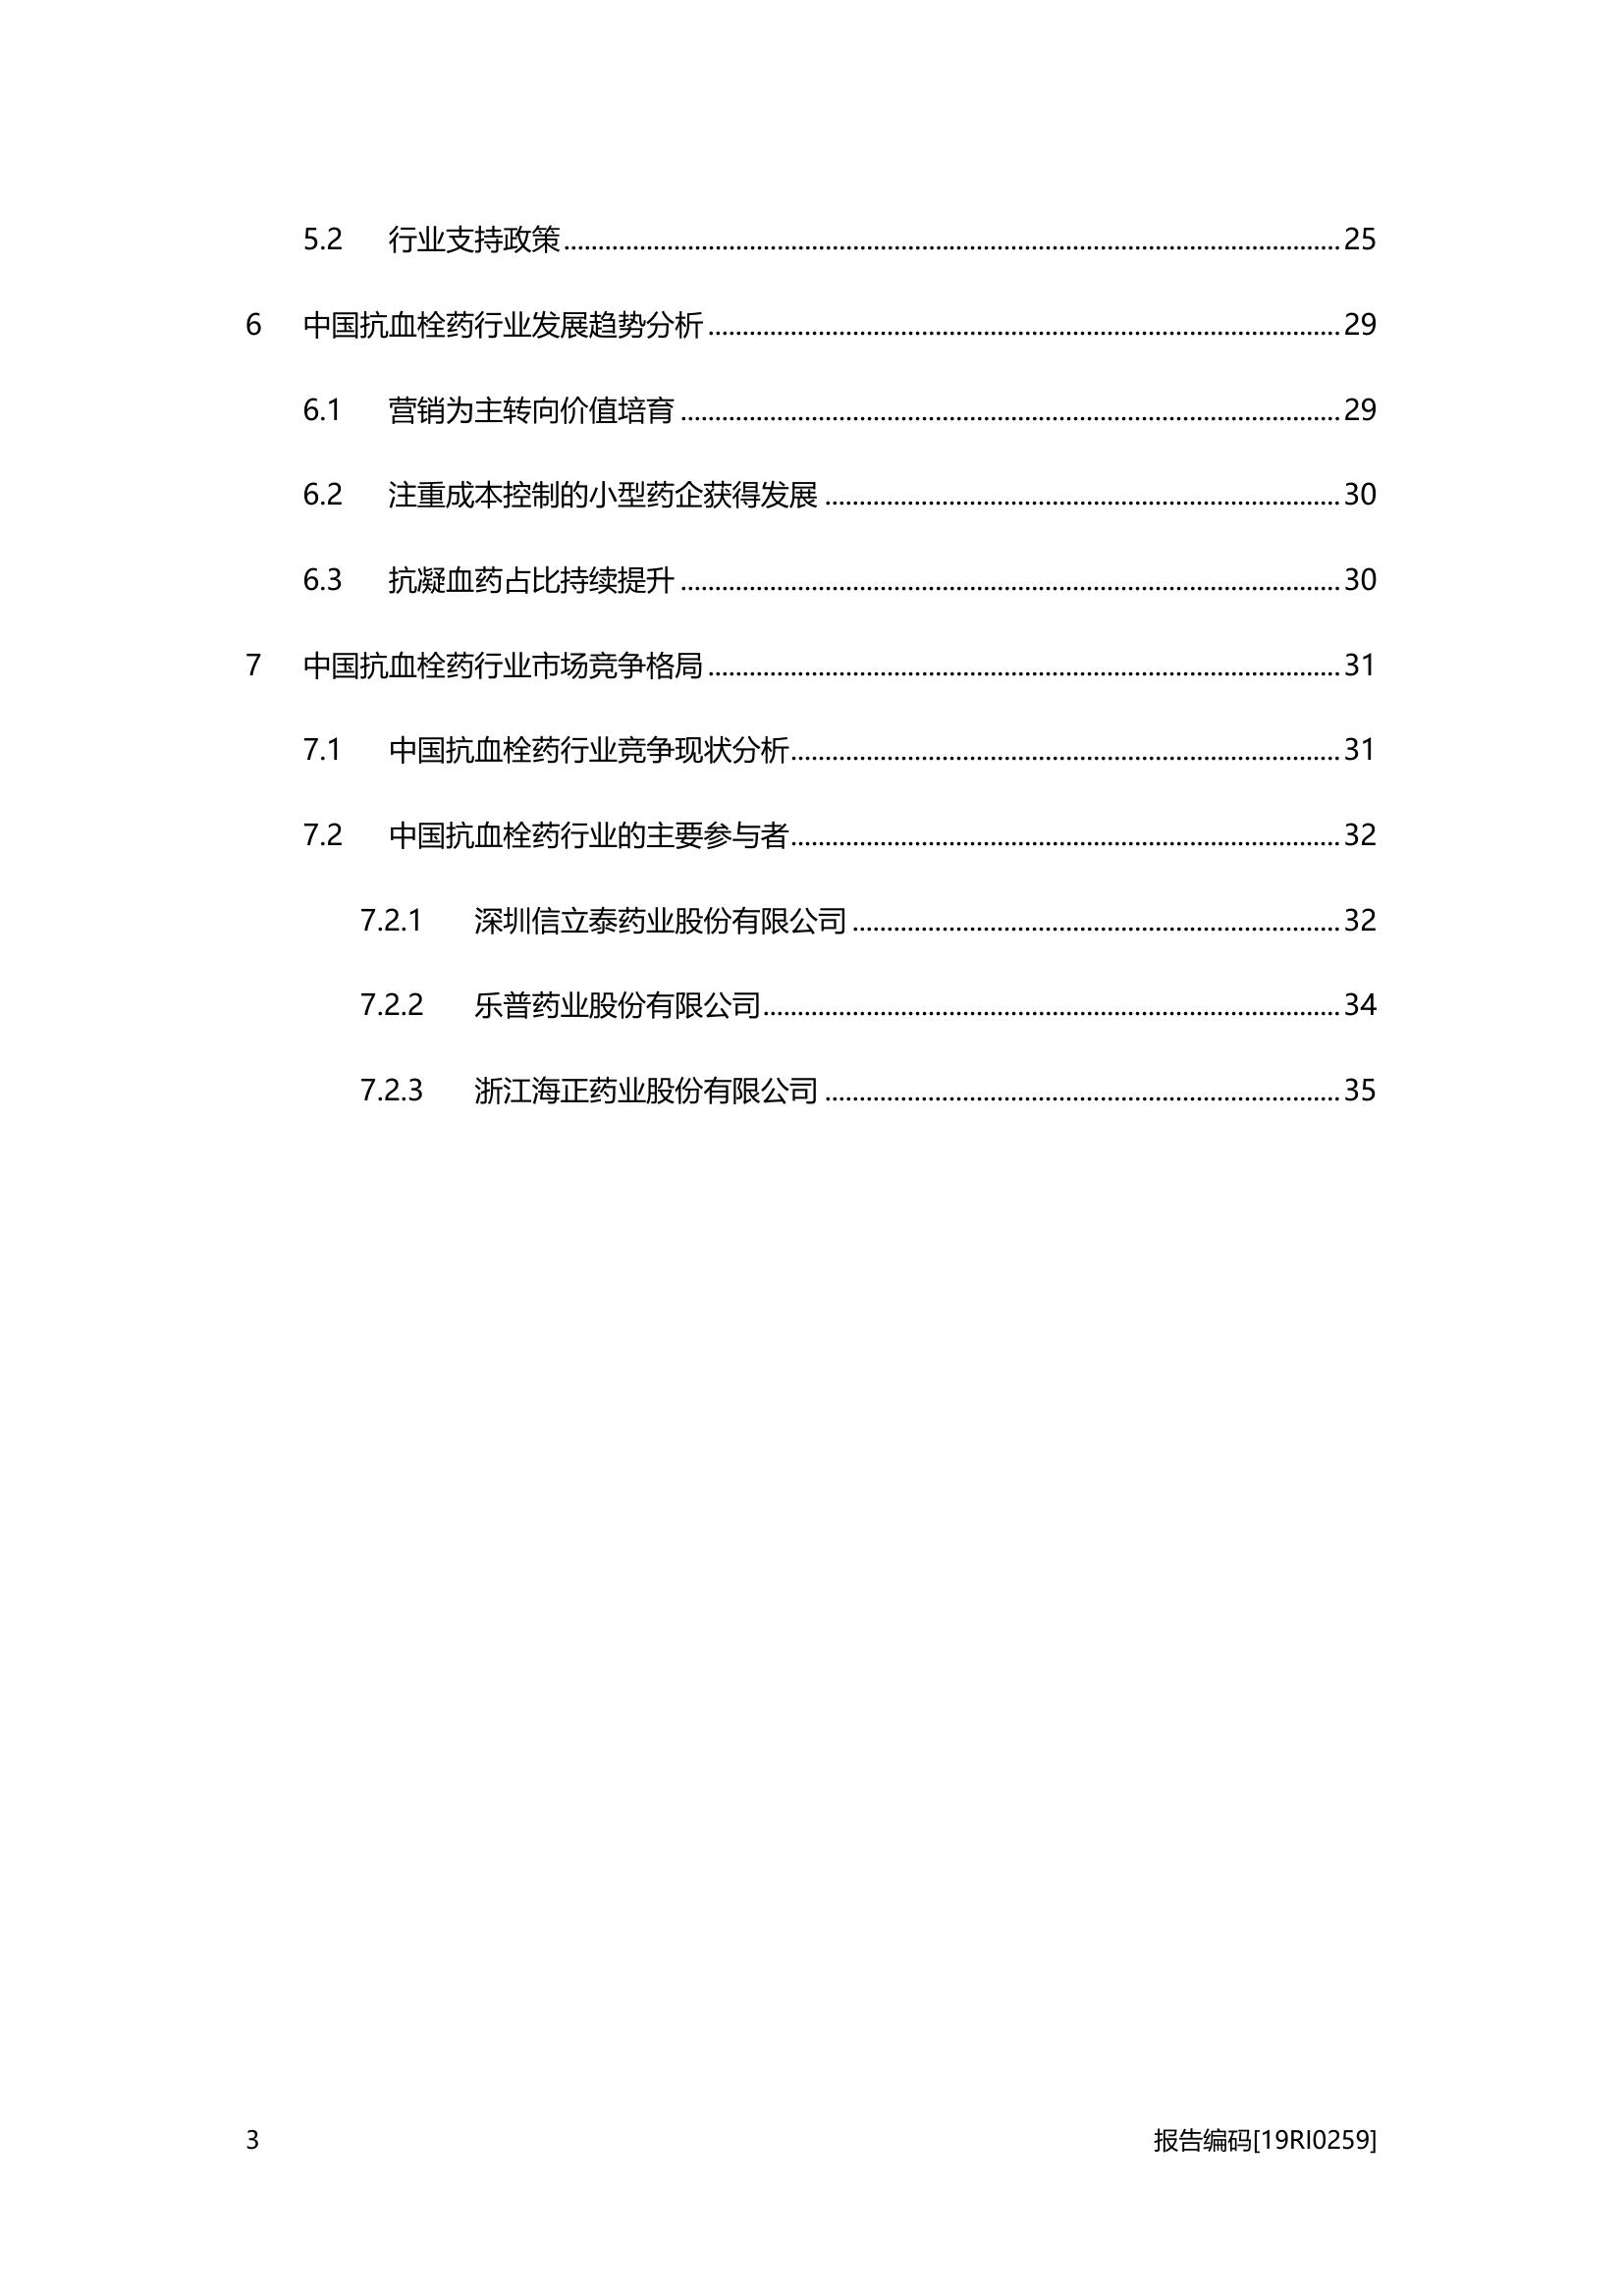 5.2 行业支持政策 25
6 中国抗血栓药行业发展趋势分析 29
6.1 营销为主转向价值培育 29
6.2 注重成本控制的小型药企获得发展 30
6.3 抗凝血药占比持续提升 30
7 中国抗血栓药行业市场竞争格局 31
7.1 中国抗血栓药行业竞争现状分析 31
7.2 中国抗血栓药行业的主要参与者 32
7.2.1 深圳信立泰药业股份有限公司 32
7.2.2 乐普药业股份有限公司 34
7.2.3 浙江海正药业股份有限公司 35
3 报告编码[19RI0259]